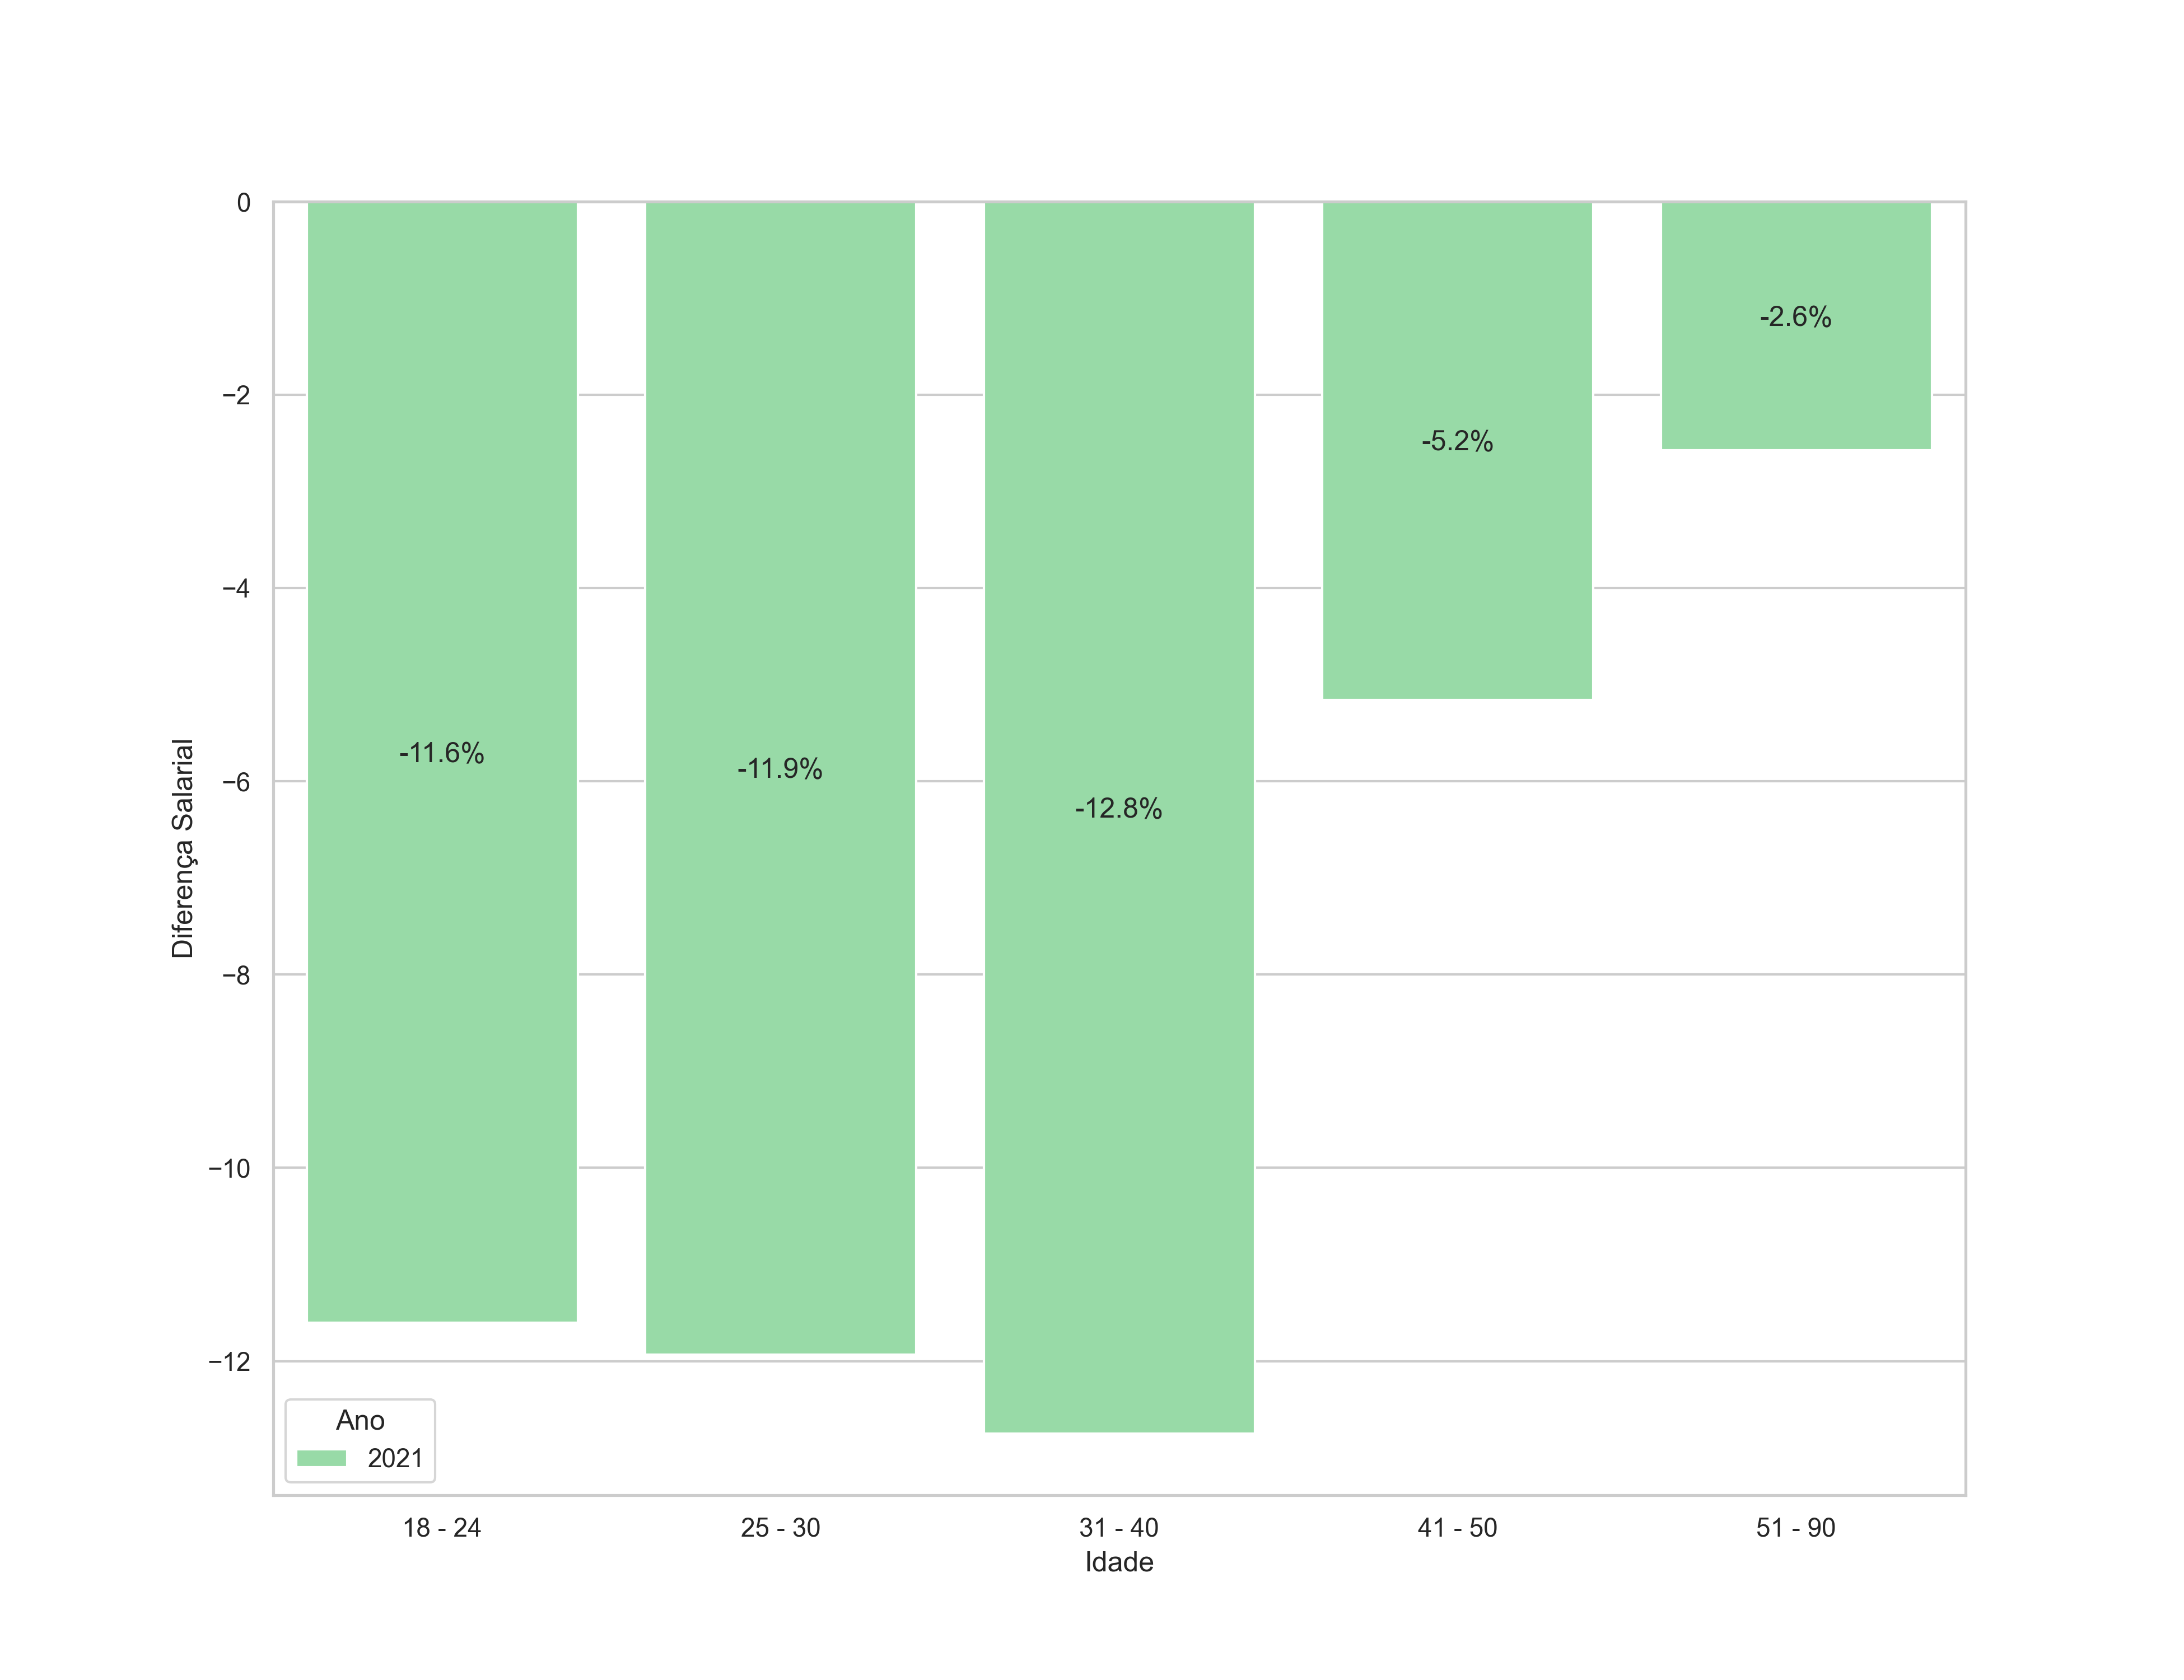 0
−2
−4
−6
−8
−10
−12
Diferença Salarial
-11.6%
-11.9%
-12.8%
-5.2%
-2.6%
Ano
2021
18 - 24
25 - 30
31 - 40
41 - 50
51 - 90
Idade